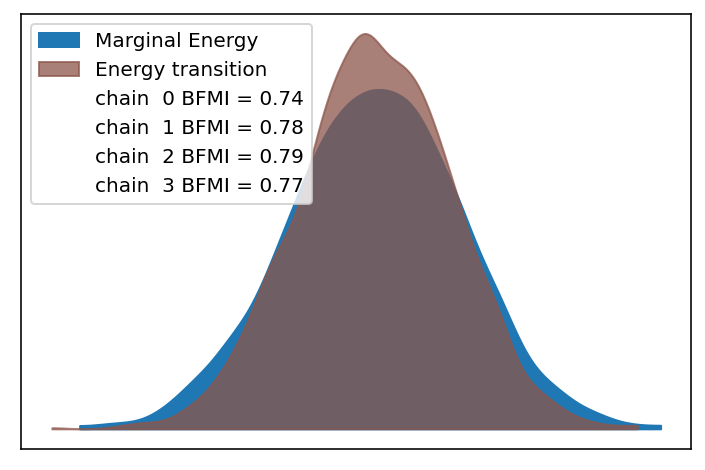 Marginal Energy
Energy transition
chain  0 BFMI = 0.74
chain  1 BFMI = 0.78
chain  2 BFMI = 0.79
chain  3 BFMI = 0.77